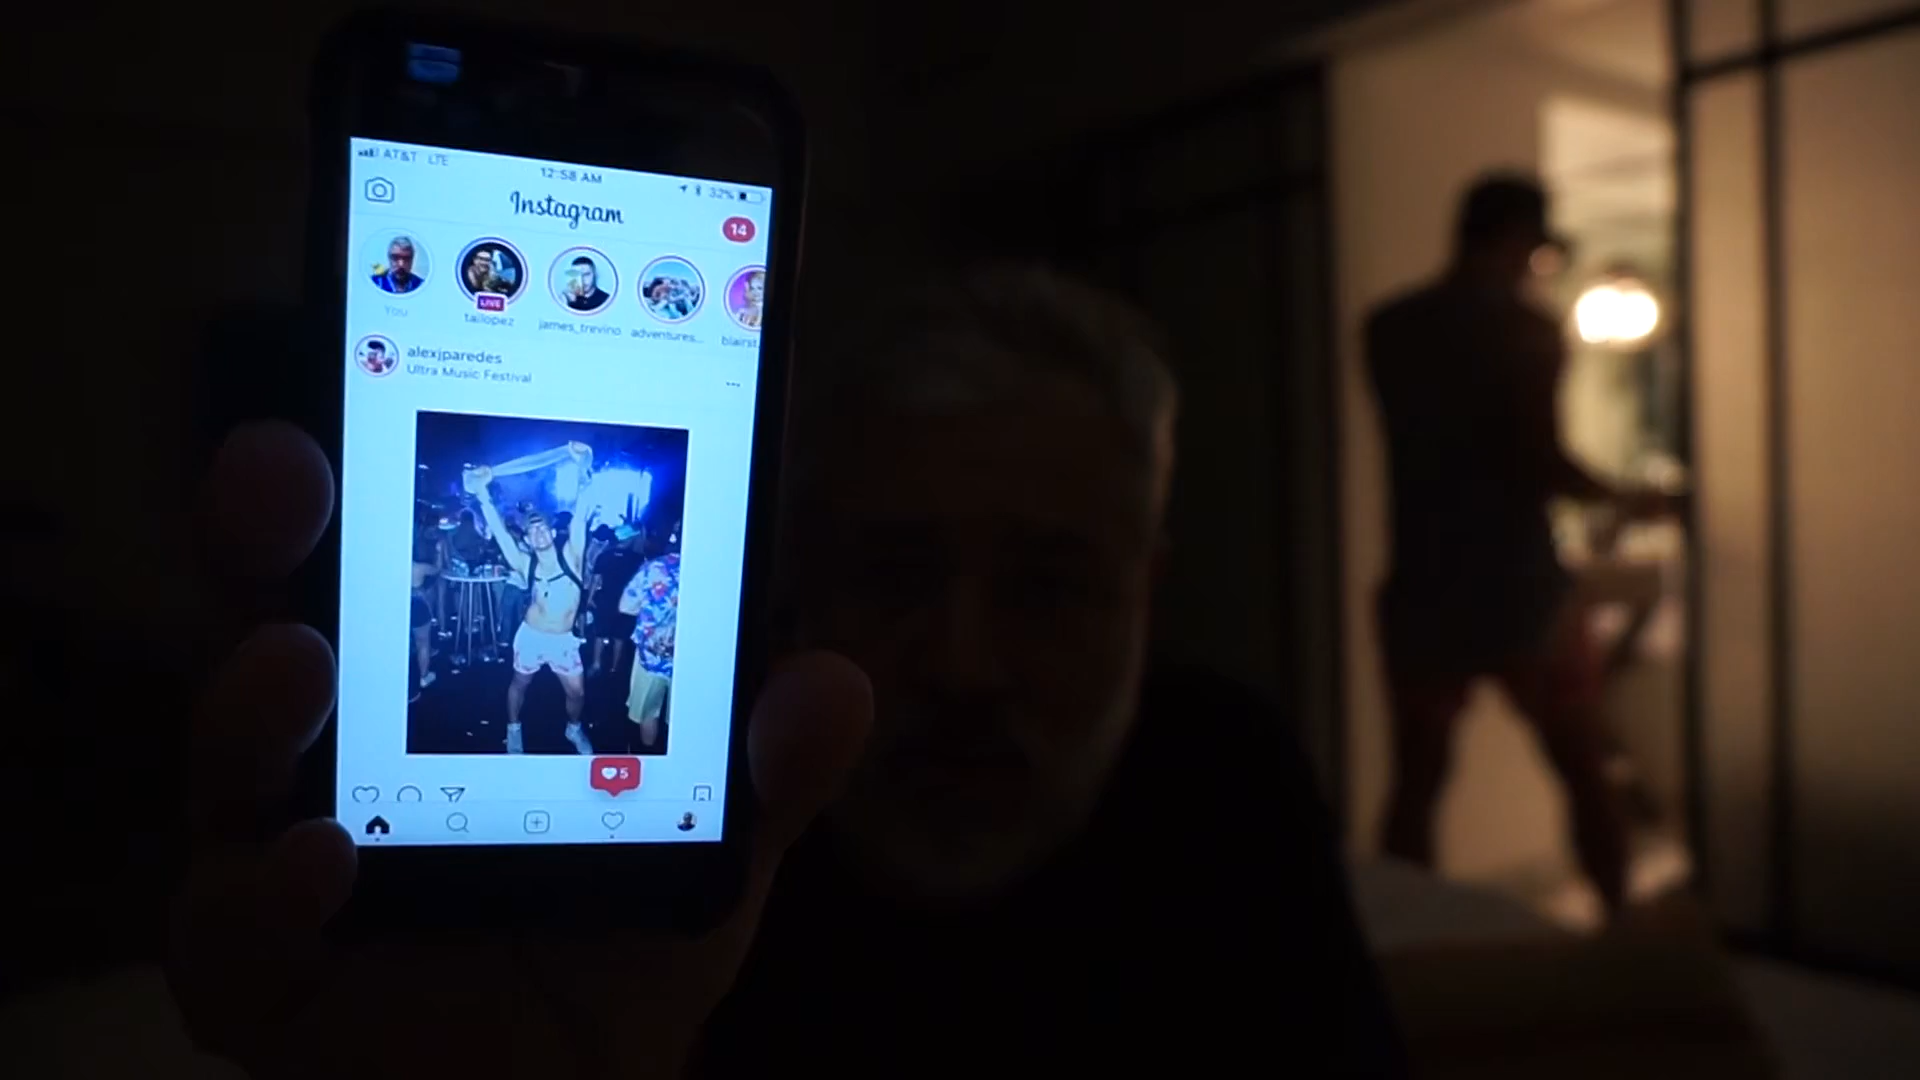 AT&T LTE
12:58 AM
32%
Instagram
14
LIVE
You
tailopez
james_trevino
adventures...
blairst
alexjparedes
Ultra Music Festival
5